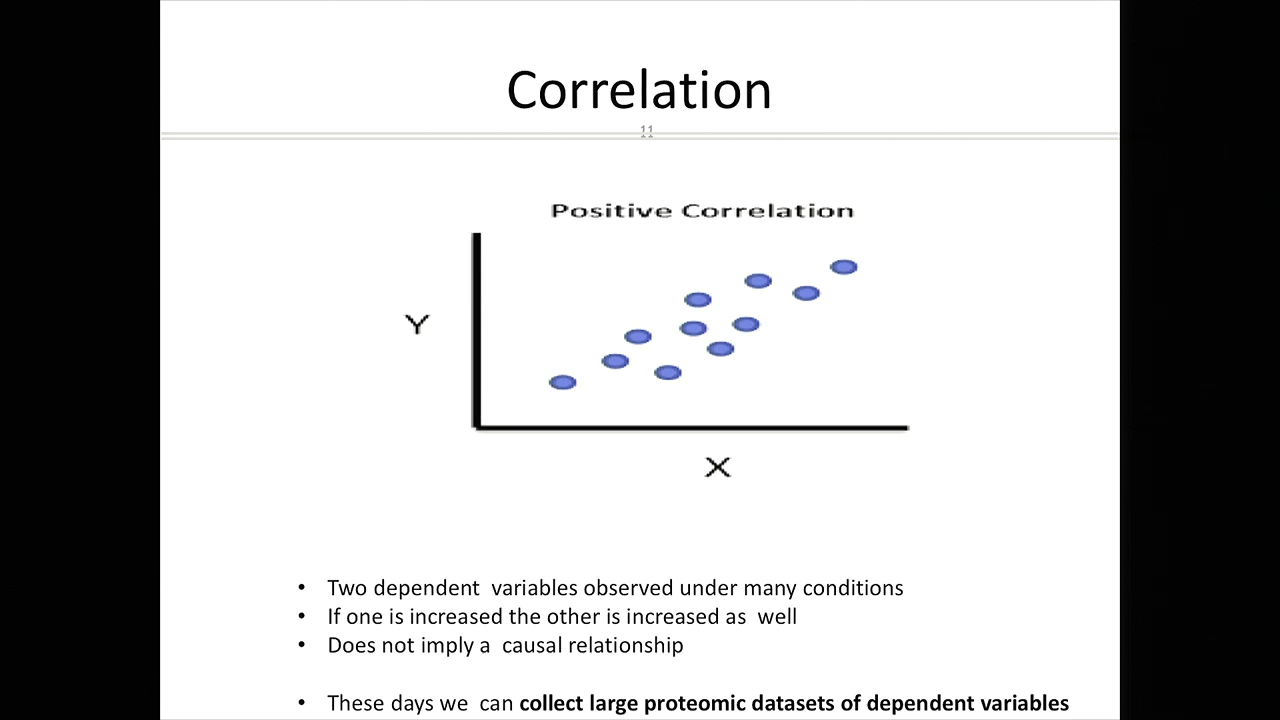 Correlation
11
Positive Correlation
Y
X
• Two dependent variables observed under many conditions
• If one is increased the other is increased as well
• Does not imply a causal relationship
• These days we can collect large proteomic datasets of dependent variables